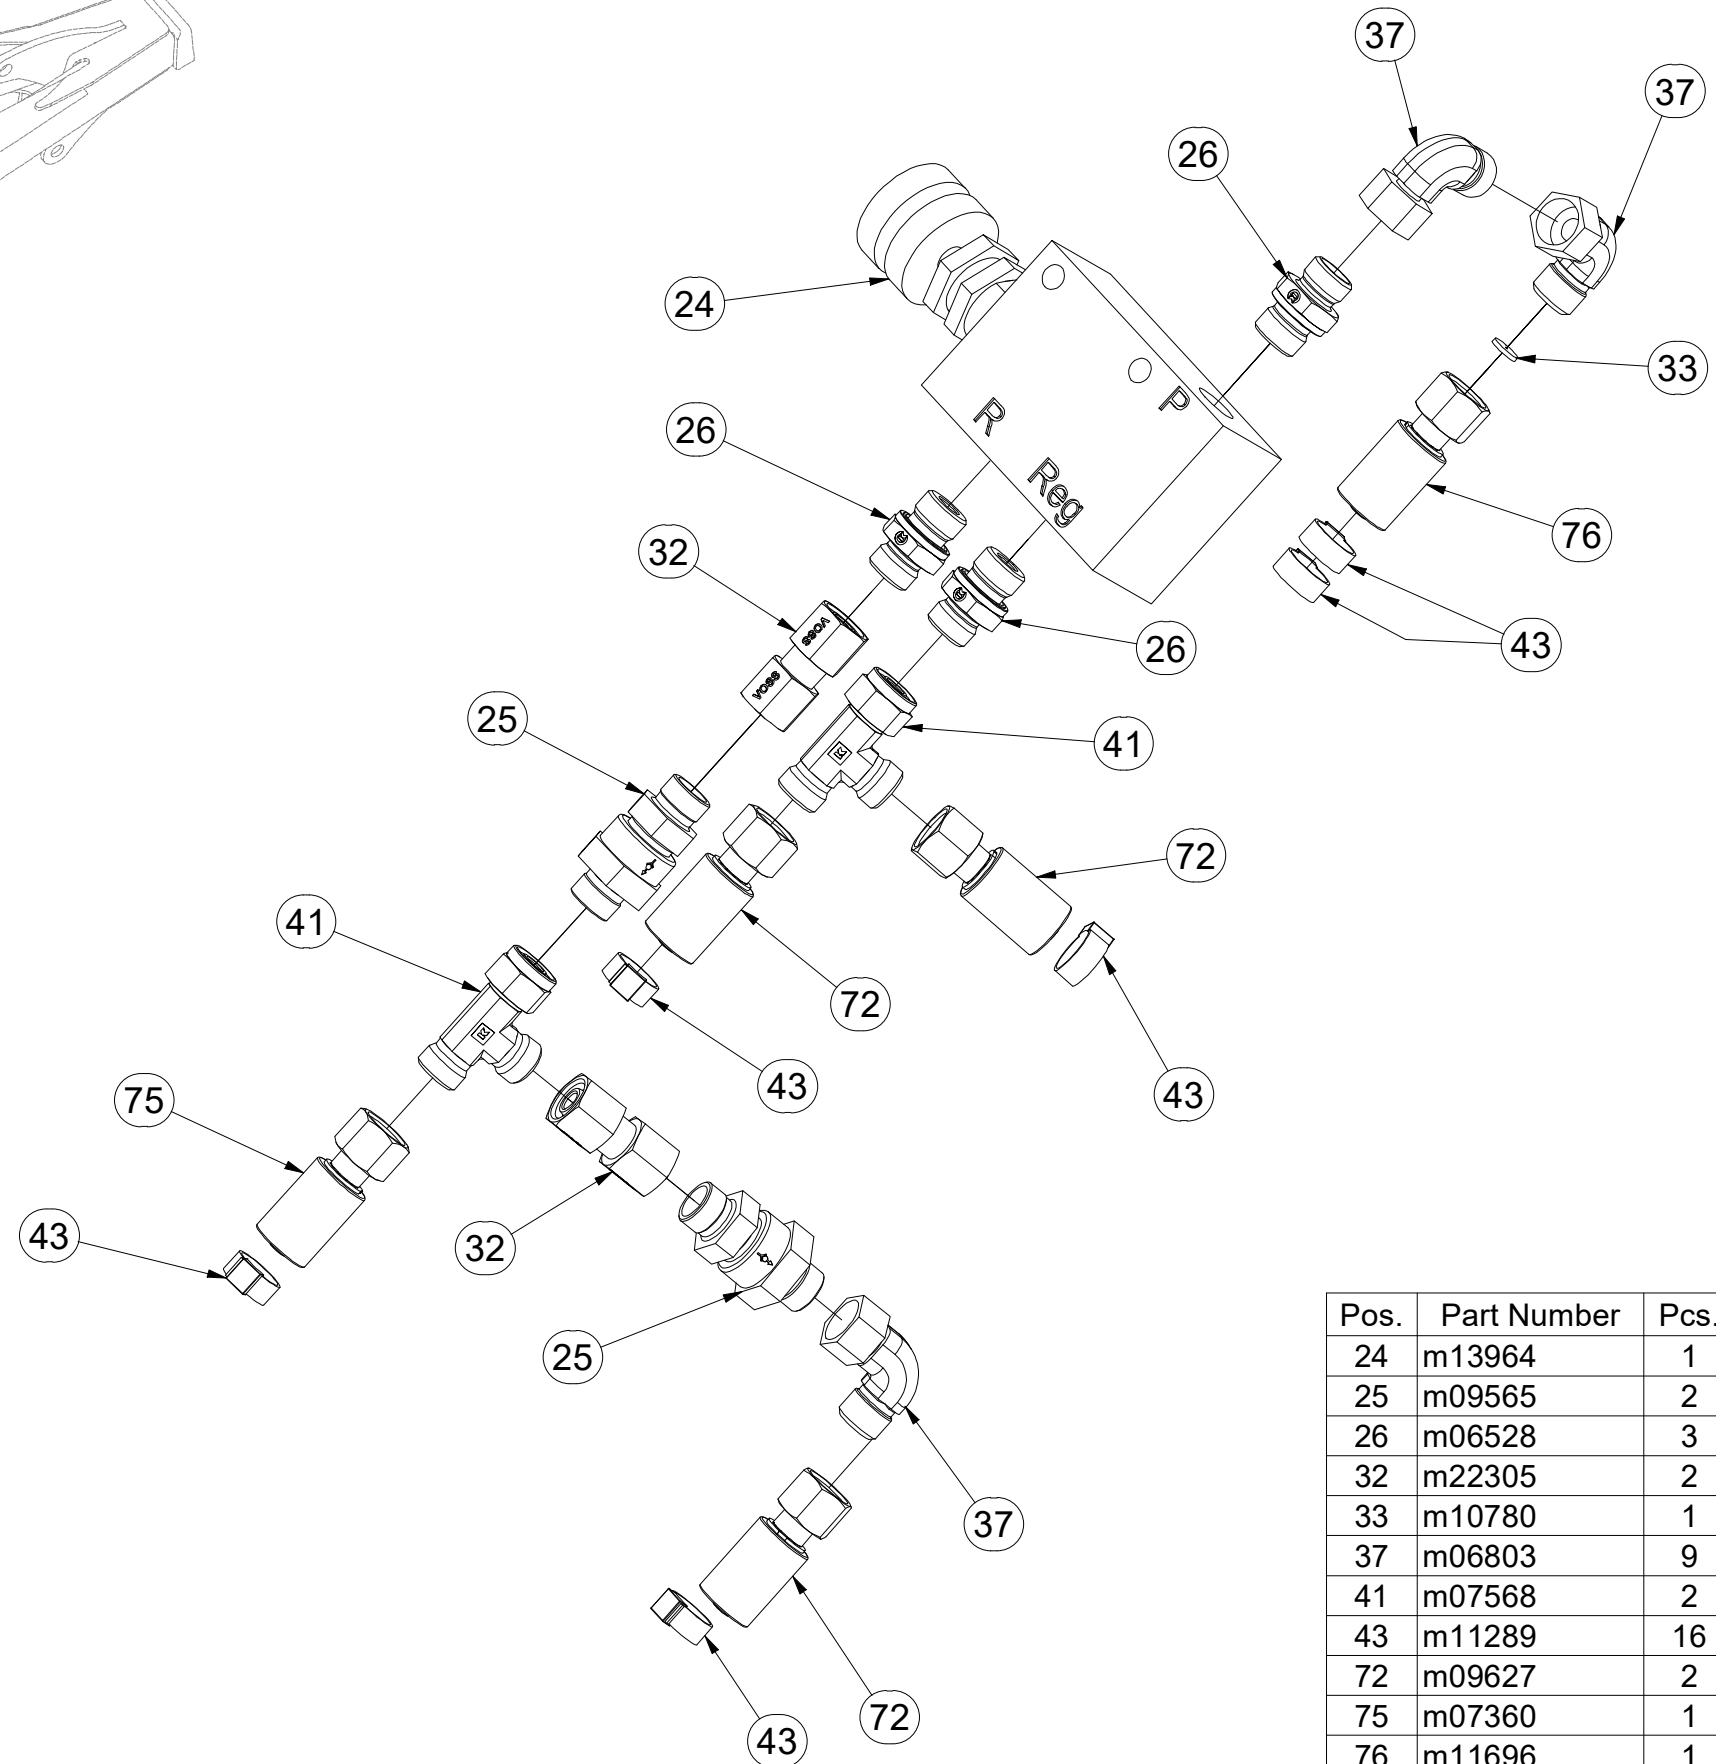 37
37
26
24
33
R
P
26
Reg
32
76
VOSS
26
43
VOSS
25
41
72
41
72
43
75
43
43
32
25
37
72
43
Pos. Part Number Pcs.
24 m13964 1
25 m09565 2
26 m06528 3
32 m22305 2
33 m10780 1
37 m06803 9
41 m07568 2
43 m11289 16
72 m09627 2
75 m07360 1
76 m11696 1